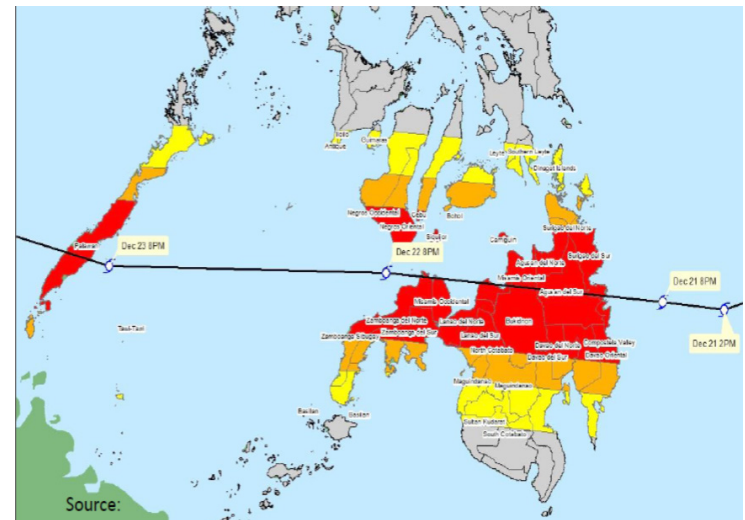 Antique
Guimaras
Leyte
Southern Leyte
Dinagat Islands
Negros Occidental
Cebu
Bohol
Negros Oriental
Siquijor
Camiguin
Surigao del Norte
Palawan
Dec 23 8PM
Dec 22 8PM
Agusan del Norte
Surigao del Sur
Misamis Oriental
Agusan del Sur
Dec 21 8PM
Misamis Occidental
Tawi-Tawi
Zamboanga del Norte
Lanao del Norte
Bukidnon
Zamboanga del Sur
Lanao del Sur
Zamboanga Sibugay
Davao del Norte
Compostela Valley
Dec 21 2PM
North Cotabato
Davao del Sur
Davao Oriental
Maguindanao
Maguindanao
Basilan
Basilan
Sultan Kudarat
South Cotabato
Source: